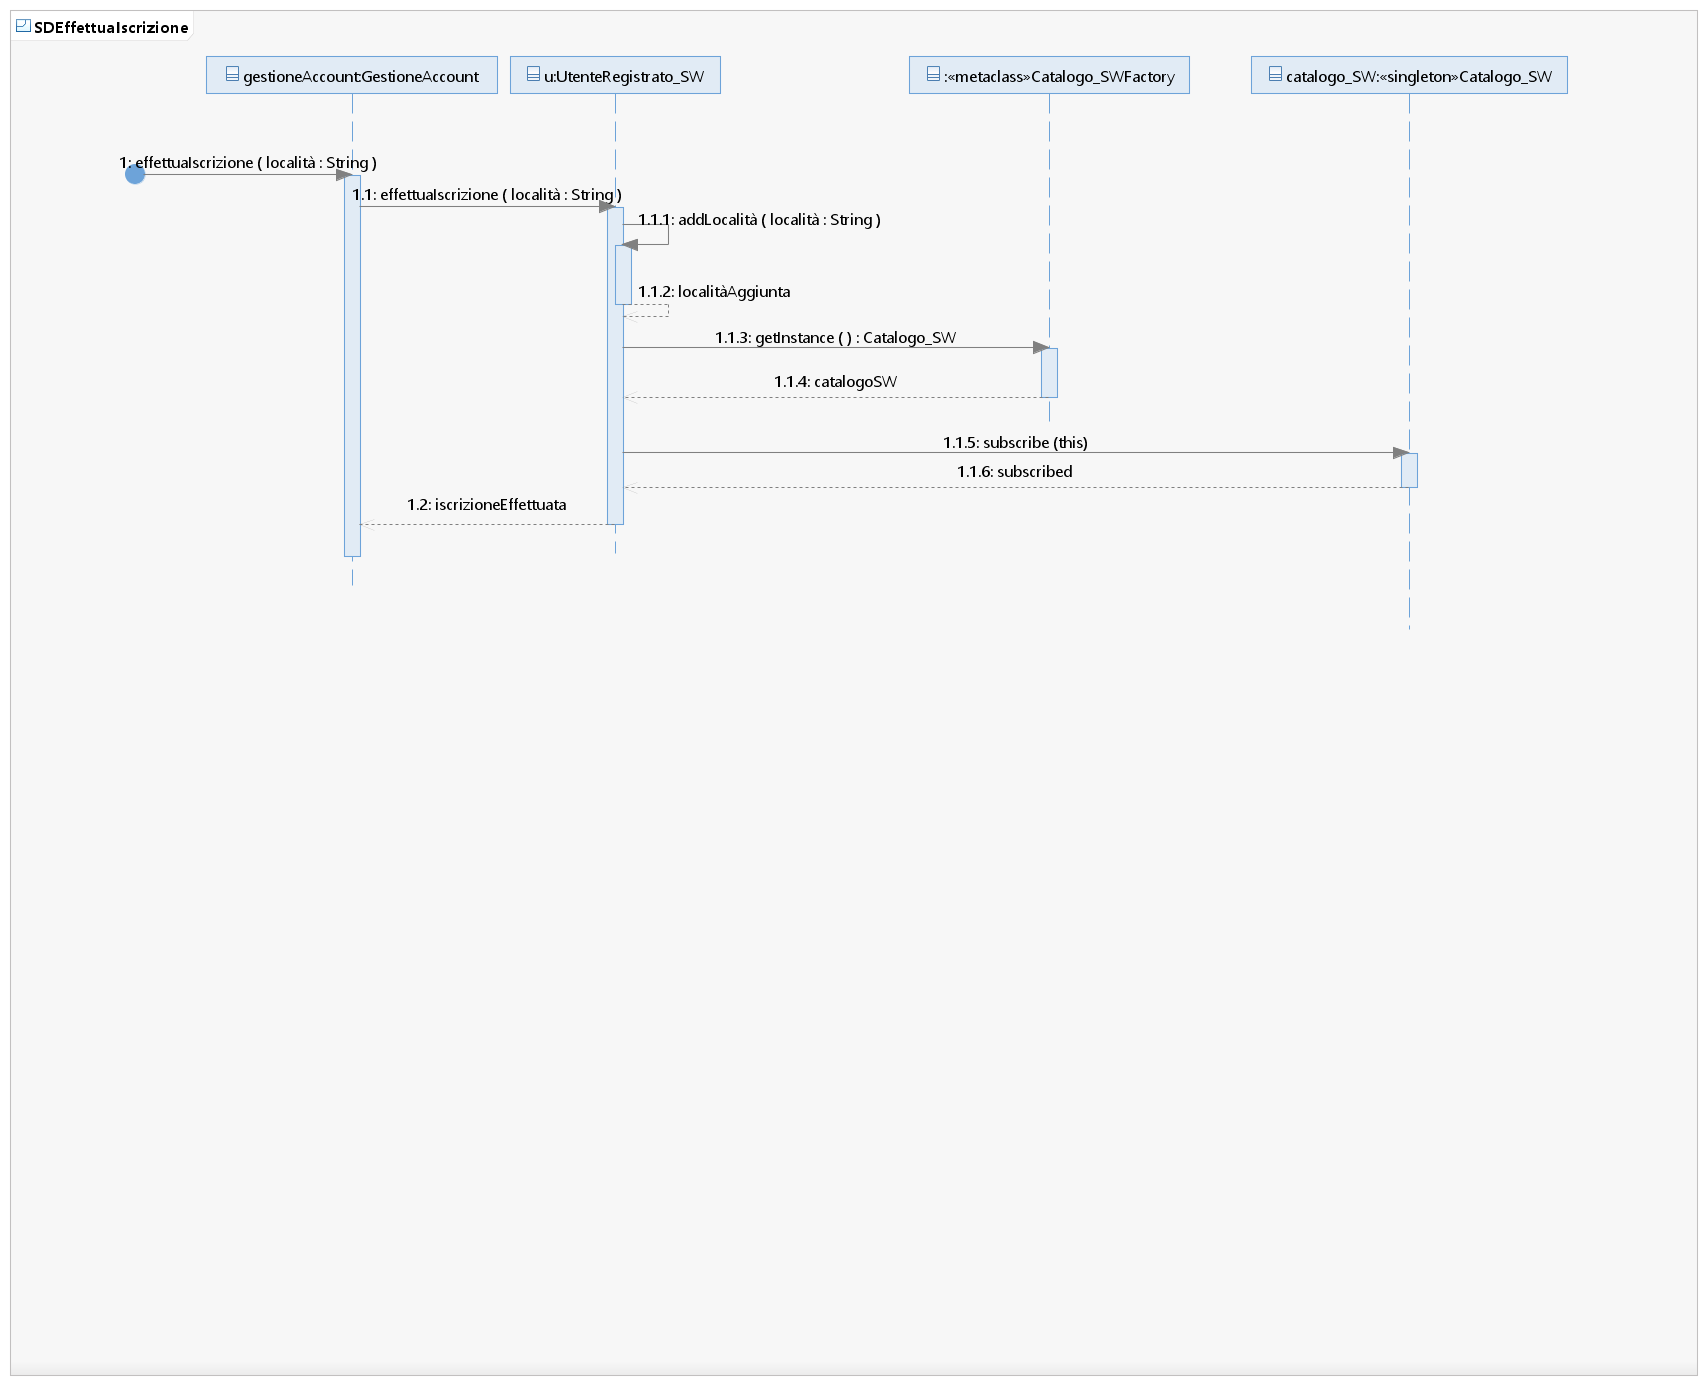 SDEffettuaIscrizione
gestioneAccount:GestioneAccount
u:UtenteRegistrato_SW
:«metaclass»Catalogo_SWFactory
catalogo_SW:«singleton»Catalogo_SW
1: effettuaIscrizione ( località : String )
1.1: effettuaIscrizione ( località : String )
1.1.1: addLocalità ( località : String )
1.1.2: localitàAggiunta
1.1.3: getInstance ( ) : Catalogo_SW
1.1.4: catalogoSW
1.1.5: subscribe (this)
1.1.6: subscribed
1.2: iscrizioneEffettuata